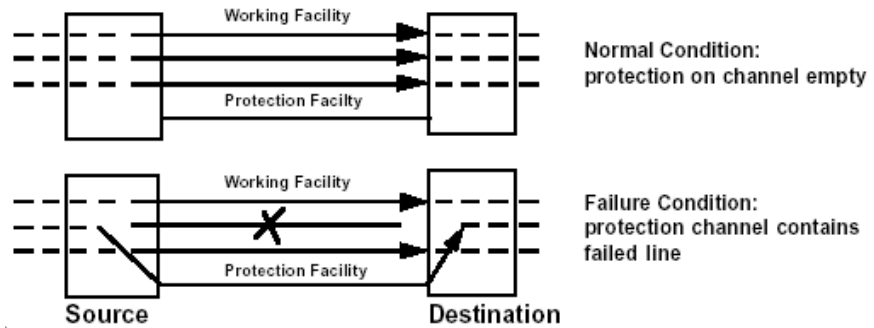 Working Facility
Normal Condition:
protection on channel empty
Protection Facilty
Working Facility
Failure Condition:
protection channel contains
failed line
Protection Facility
Source
Destination